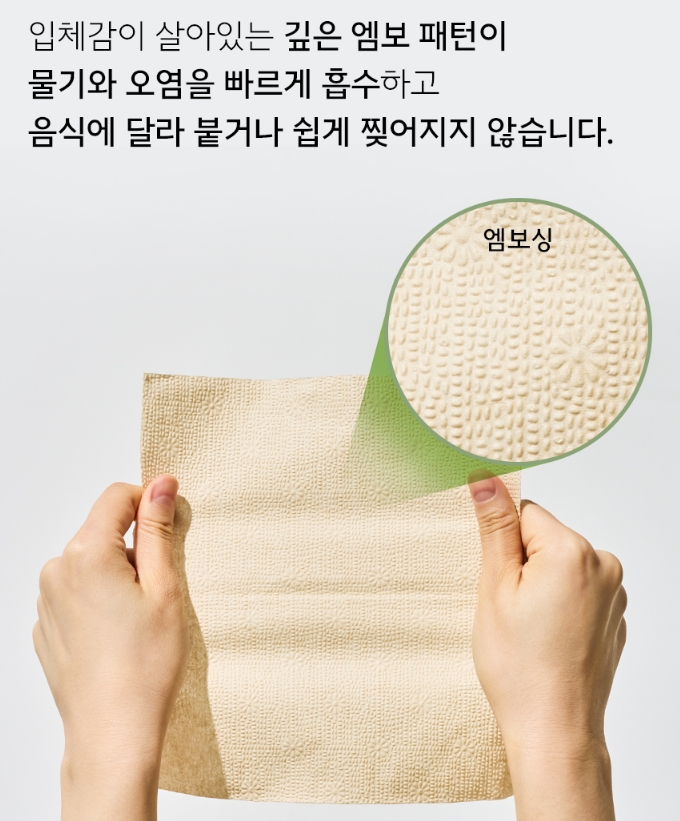 입체감이 살아있는 깊은 엠보 패턴이
물기와 오염을 빠르게 흡수하고
음식에 달라 붙거나 쉽게 찢어지지 않습니다.
엠보싱